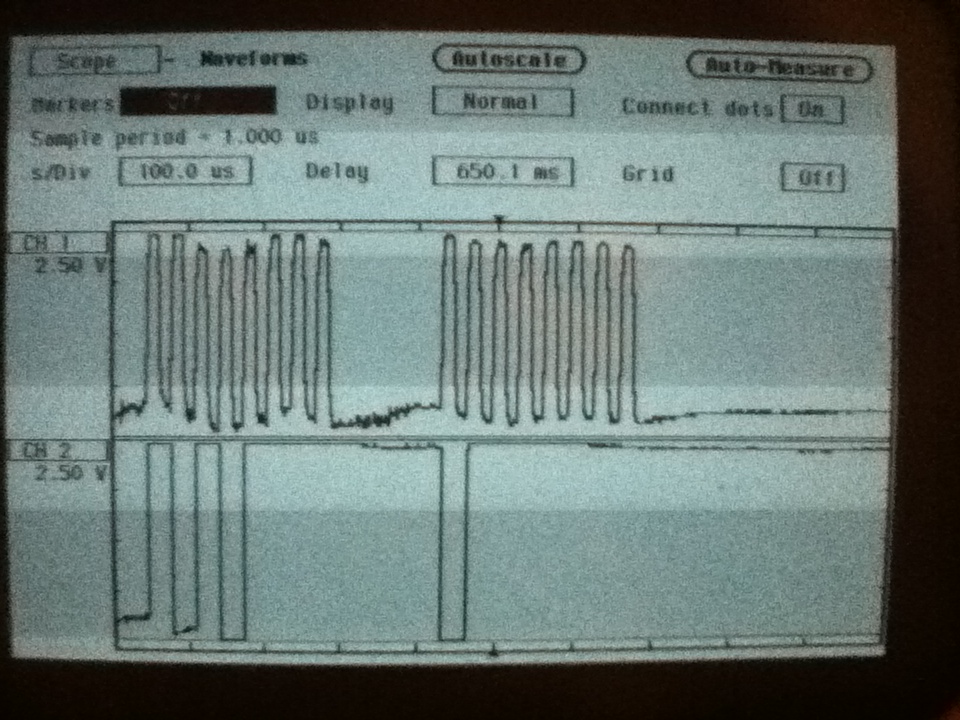 Scope - Waveforms Autoscale Auto-Measure
Markers Off Display Normal Connect dots On
Sample period = 1.000 us
s/Div 100.0 us Delay 650.1 ms Grid Off
CH 1
2.50 V
CH 2
2.50 V